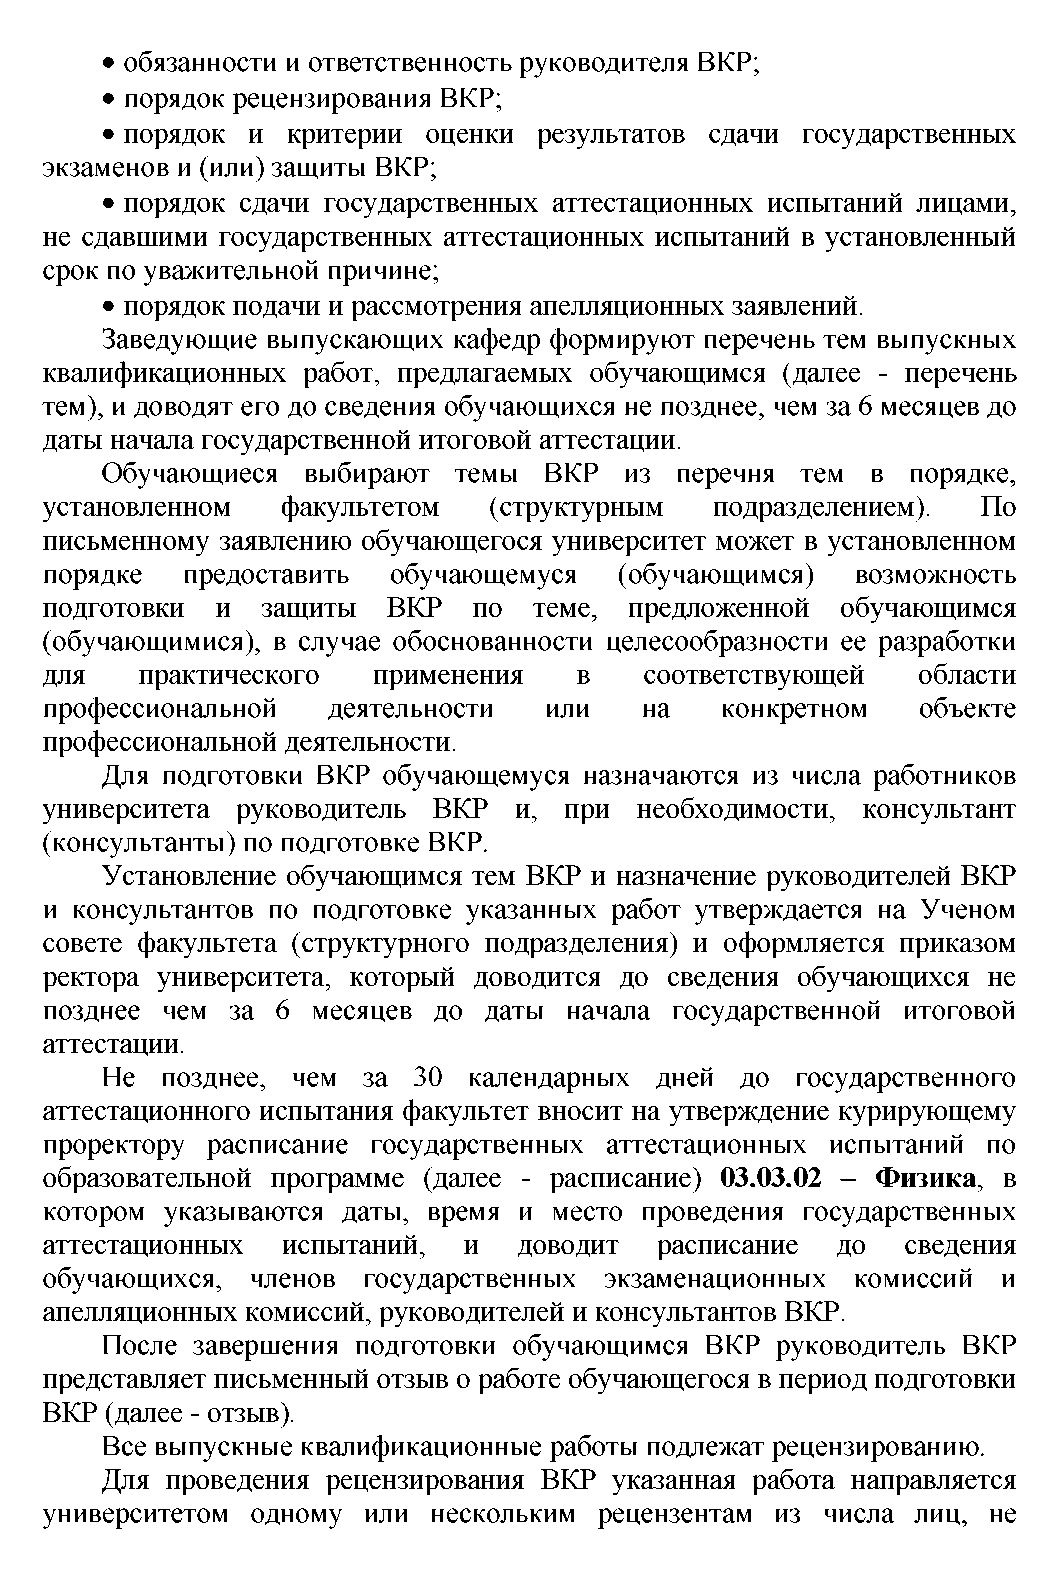 • обязанности и ответственность руководителя ВКР;
• порядок рецензирования ВКР;
• порядок и критерии оценки результатов сдачи государственных
экзаменов и (или) защиты ВКР;
• порядок сдачи государственных аттестационных испытаний лицами,
не сдавшими государственных аттестационных испытаний в установленный
срок по уважительной причине;
• порядок подачи и рассмотрения апелляционных заявлений.
Заведующие выпускающих кафедр формируют перечень тем выпускных
квалификационных работ, предлагаемых обучающимся (далее - перечень
тем), и доводят его до сведения обучающихся не позднее, чем за 6 месяцев до
даты начала государственной итоговой аттестации.
Обучающиеся выбирают темы ВКР из перечня тем в порядке,
установленном факультетом (структурным подразделением). По
письменному заявлению обучающегося университет может в установленном
порядке предоставить обучающемуся (обучающимся) возможность
подготовки и защиты ВКР по теме, предложенной обучающимся
(обучающимися), в случае обоснованности целесообразности ее разработки
для практического применения в соответствующей области
профессиональной деятельности или на конкретном объекте
профессиональной деятельности.
Для подготовки ВКР обучающемуся назначаются из числа работников
университета руководитель ВКР и, при необходимости, консультант
(консультанты) по подготовке ВКР.
Установление обучающимся тем ВКР и назначение руководителей ВКР
и консультантов по подготовке указанных работ утверждается на Ученом
совете факультета (структурного подразделения) и оформляется приказом
ректора университета, который доводится до сведения обучающихся не
позднее чем за 6 месяцев до даты начала государственной итоговой
аттестации.
Не позднее, чем за 30 календарных дней до государственного
аттестационного испытания факультет вносит на утверждение курирующему
проректору расписание государственных аттестационных испытаний по
образовательной программе (далее - расписание) 03.03.02 – Физика, в
котором указываются даты, время и место проведения государственных
аттестационных испытаний, и доводит расписание до сведения
обучающихся, членов государственных экзаменационных комиссий и
апелляционных комиссий, руководителей и консультантов ВКР.
После завершения подготовки обучающимся ВКР руководитель ВКР
представляет письменный отзыв о работе обучающегося в период подготовки
ВКР (далее - отзыв).
Все выпускные квалификационные работы подлежат рецензированию.
Для проведения рецензирования ВКР указанная работа направляется
университетом одному или нескольким рецензентам из числа лиц, не